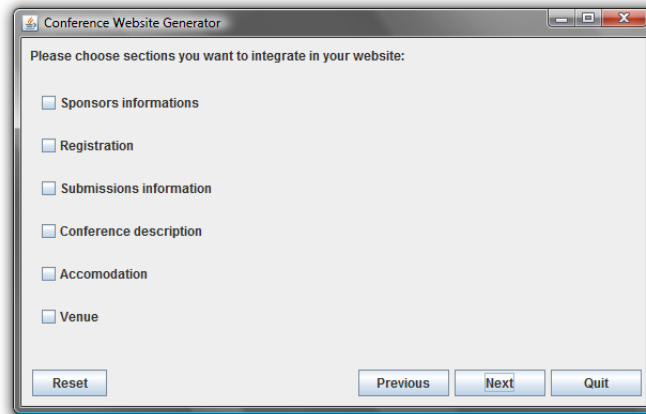 Conference Website Generator
Please choose sections you want to integrate in your website:
Sponsors informations
Registration
Submissions information
Conference description
Accomodation
Venue
Reset Previous Next Quit